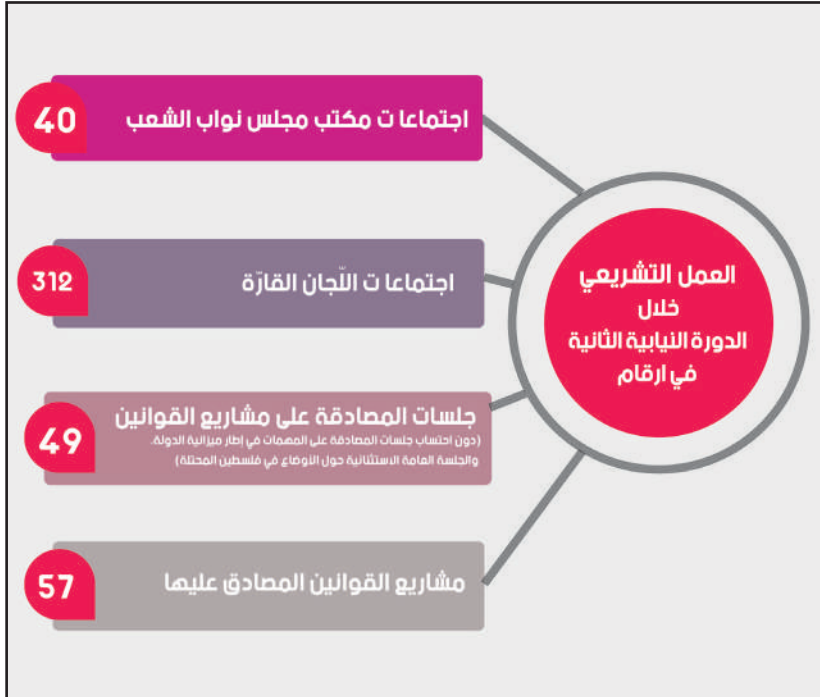 العمل التشريعي
خلال
الدورة النيابية الثانية
في ارقام
اجتماعا ت مكتب مجلس نواب الشعب
40
اجتماعا ت اللّجان القارّة
312
جلسات المصادقة على مشاريع القوانين
(دون احتساب جلسات المصادقة على المهمات في إطار ميزانية الدولة،
والجلسة العامة الاستثنائية حول الأوضاع في فلسطين المحتلة)
49
مشاريع القوانين المصادق عليها
57